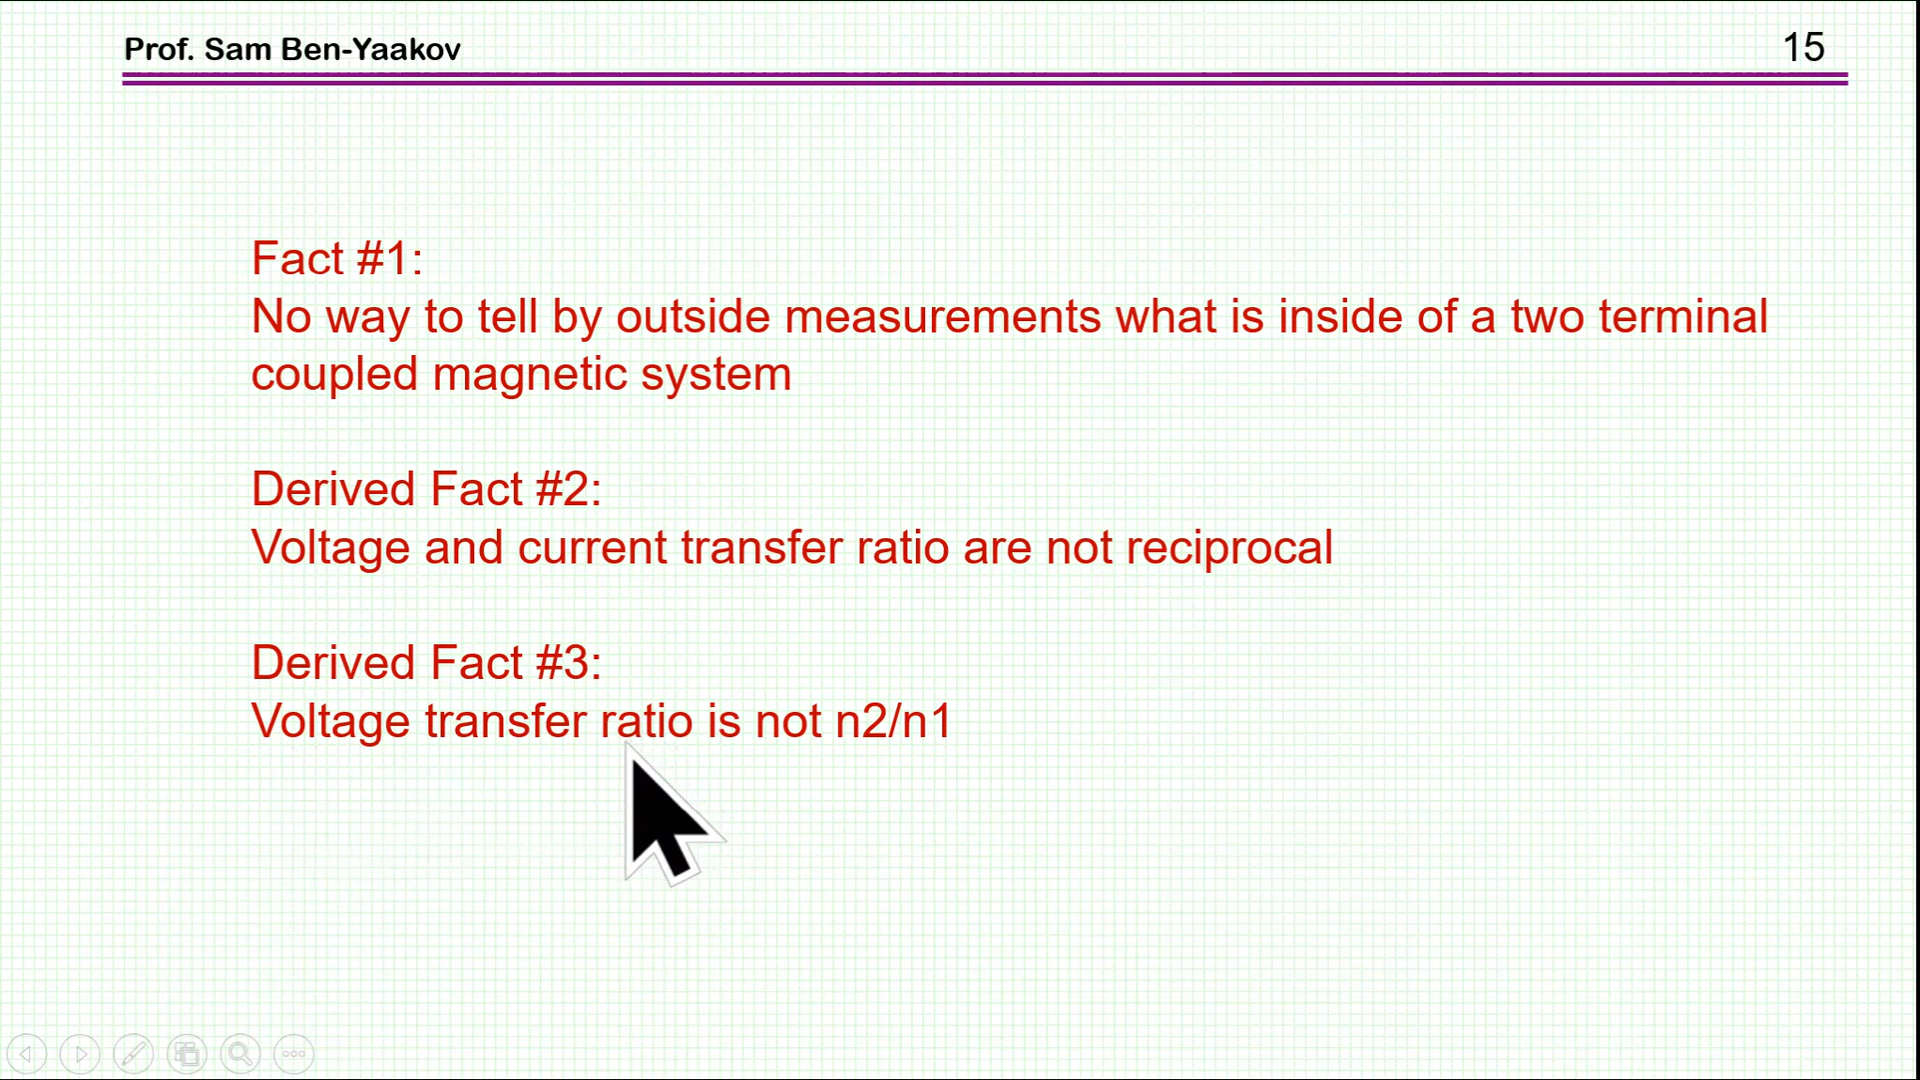 Prof. Sam Ben-Yaakov
15
Fact #1:
No way to tell by outside measurements what is inside of a two terminal
coupled magnetic system
Derived Fact #2:
Voltage and current transfer ratio are not reciprocal
Derived Fact #3:
Voltage transfer ratio is not n2/n1